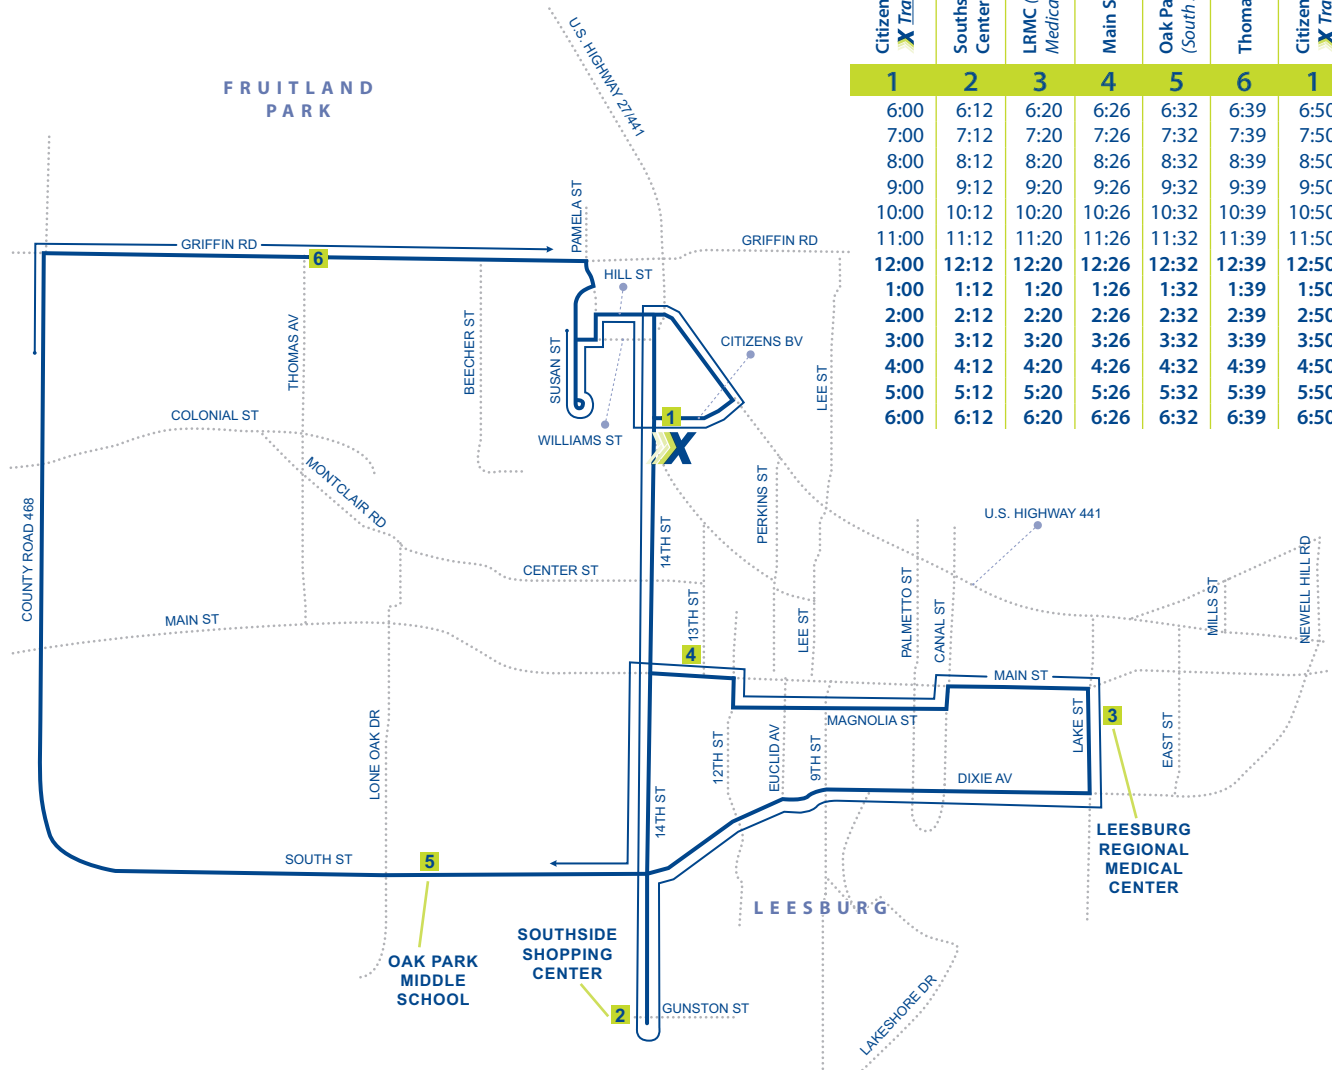 Citizen
X Tra
Souths
Center
LRMC (
Medica
Main S
Oak Pa
(South
Thoma
Citizen
X Tra
1 2 3 4 5 6 1
6:00 6:12 6:20 6:26 6:32 6:39 6:50
7:00 7:12 7:20 7:26 7:32 7:39 7:50
8:00 8:12 8:20 8:26 8:32 8:39 8:50
9:00 9:12 9:20 9:26 9:32 9:39 9:50
10:00 10:12 10:20 10:26 10:32 10:39 10:50
11:00 11:12 11:20 11:26 11:32 11:39 11:50
12:00 12:12 12:20 12:26 12:32 12:39 12:50
1:00 1:12 1:20 1:26 1:32 1:39 1:50
2:00 2:12 2:20 2:26 2:32 2:39 2:50
3:00 3:12 3:20 3:26 3:32 3:39 3:50
4:00 4:12 4:20 4:26 4:32 4:39 4:50
5:00 5:12 5:20 5:26 5:32 5:39 5:50
6:00 6:12 6:20 6:26 6:32 6:39 6:50
U.S. HIGHWAY 27/441
FRUITLAND
PARK
PAMELA ST
GRIFFIN RD
GRIFFIN RD
6
HILL ST
THOMAS AV
BEECHER ST
SUSAN ST
CITIZENS BV
LEE ST
COLONIAL ST
1
WILLIAMS ST
X
MONTCLAIR RD
COUNTY ROAD 468
14TH ST
PERKINS ST
U.S. HIGHWAY 441
CENTER ST
13TH ST
LEE ST
PALMETTO ST
CANAL ST
MILLS ST
NEWELL HILL RD
MAIN ST
4
MAIN ST
MAGNOLIA ST
LAKE ST
3
LONE OAK DR
12TH ST
EUCLID AV
9TH ST
EAST ST
DIXIE AV
14TH ST
LEESBURG
REGIONAL
MEDICAL
CENTER
SOUTH ST
5
LEESBURG
SOUTHSIDE
SHOPPING
CENTER
OAK PARK
MIDDLE
SCHOOL
2
GUNSTON ST
LAKESHORE DR